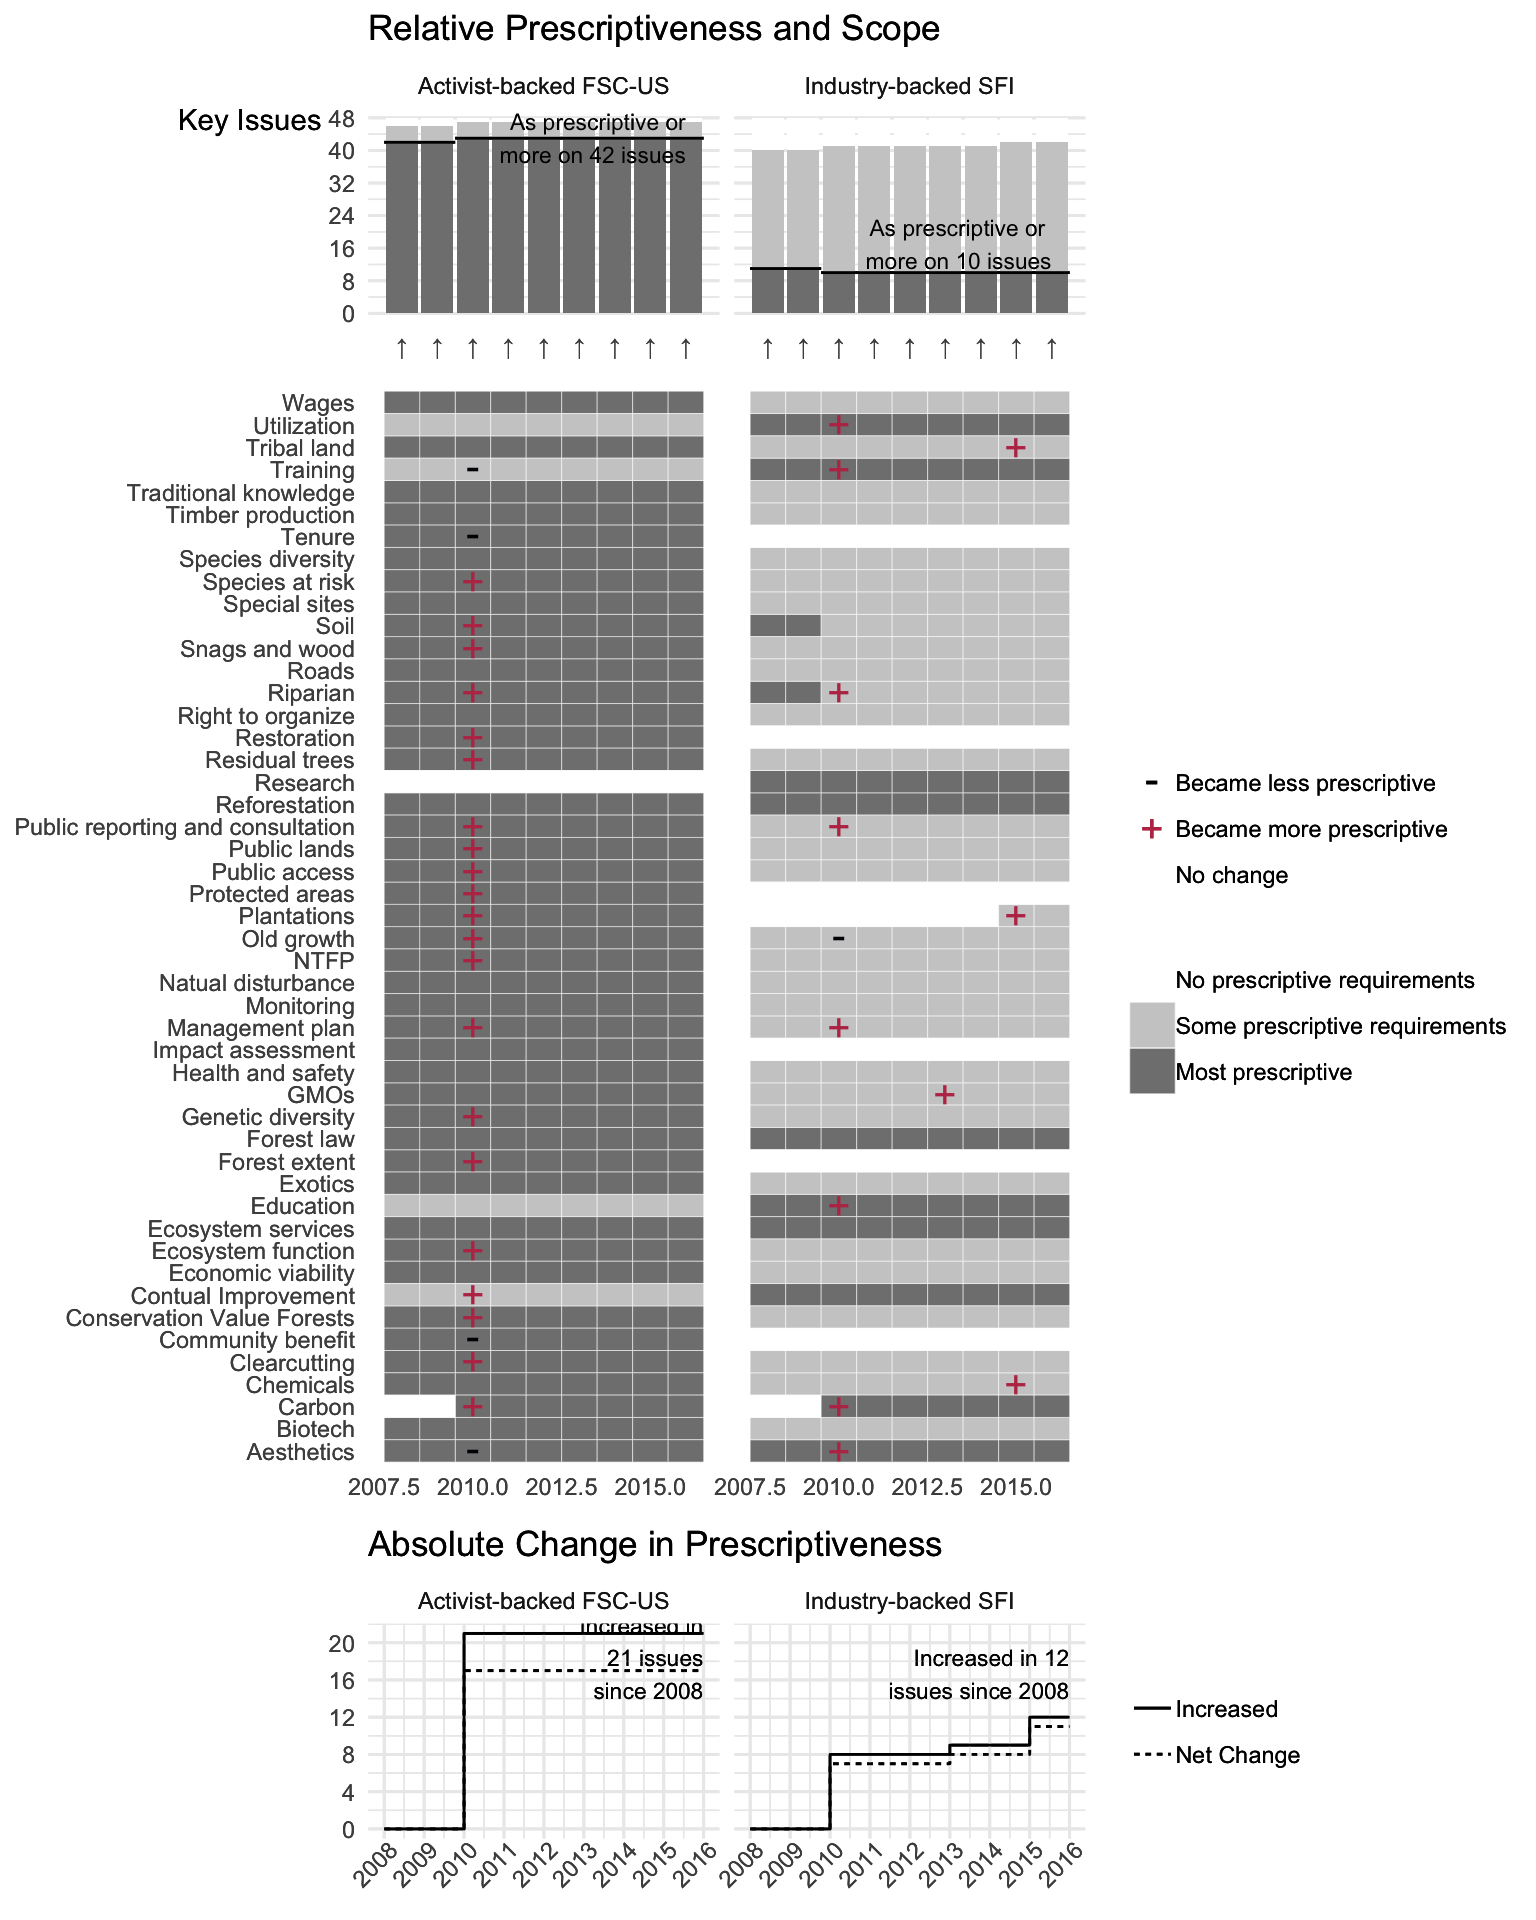 Relative Prescriptiveness and Scope
Activist-backed FSC-US
Industry-backed SFI
Key Issues
48
40
32
24
16
8
0
As prescriptive or
more on 42 issues
As prescriptive or
more on 10 issues
↑ ↑ ↑ ↑ ↑ ↑ ↑ ↑ ↑
↑ ↑ ↑ ↑ ↑ ↑ ↑ ↑ ↑
Wages
Utilization
Tribal land
Training
Traditional knowledge
Timber production
Tenure
Species diversity
Species at risk
Special sites
Soil
Snags and wood
Roads
Riparian
Right to organize
Restoration
Residual trees
Research
Reforestation
Public reporting and consultation
Public lands
Public access
Protected areas
Plantations
Old growth
NTFP
Natual disturbance
Monitoring
Management plan
Impact assessment
Health and safety
GMOs
Genetic diversity
Forest law
Forest extent
Exotics
Education
Ecosystem services
Ecosystem function
Economic viability
Contual Improvement
Conservation Value Forests
Community benefit
Clearcutting
Chemicals
Carbon
Biotech
Aesthetics
2007.5 2010.0 2012.5 2015.0
2007.5 2010.0 2012.5 2015.0
- Became less prescriptive
+ Became more prescriptive
No change
No prescriptive requirements
Some prescriptive requirements
Most prescriptive
Absolute Change in Prescriptiveness
Activist-backed FSC-US
Industry-backed SFI
20
16
12
8
4
0
Increased in
21 issues
since 2008
Increased in 12
issues since 2008
2008 2009 2010 2011 2012 2013 2014 2015 2016
2008 2009 2010 2011 2012 2013 2014 2015 2016
Increased
Net Change